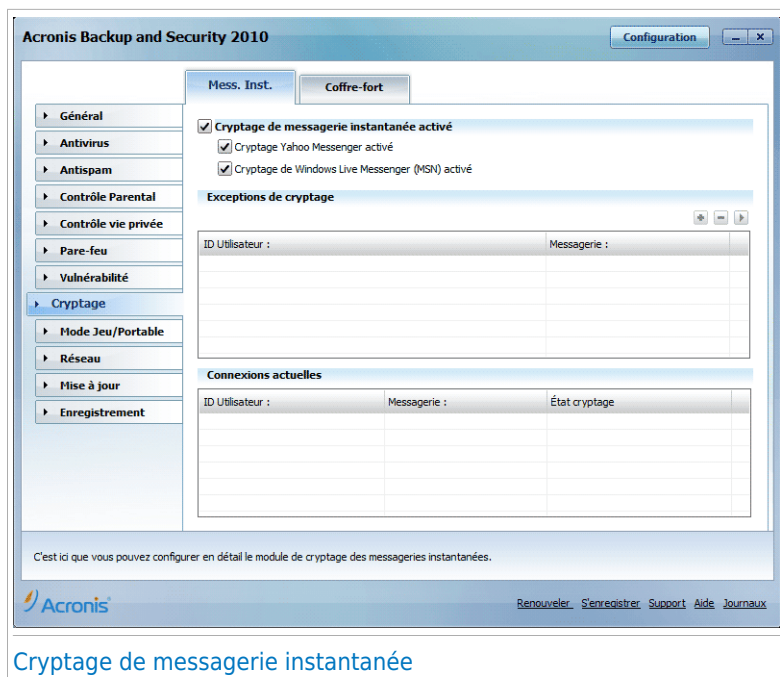 Acronis Backup and Security 2010
Configuration
Mess. Inst.
Coffre-fort
Général
Antivirus
Antispam
Contrôle Parental
Contrôle vie privée
Pare-feu
Vulnérabilité
Cryptage
Mode Jeu/Portable
Réseau
Mise à jour
Enregistrement
Cryptage de messagerie instantanée activé
Cryptage Yahoo Messenger activé
Cryptage de Windows Live Messenger (MSN) activé
Exceptions de cryptage
ID Utilisateur : Messagerie :
Connexions actuelles
ID Utilisateur : Messagerie : État cryptage
C'est ici que vous pouvez configurer en détail le module de cryptage des messageries instantanées.
Acronis
Renouveler S'enregistrer Support Aide Journaux
Cryptage de messagerie instantanée